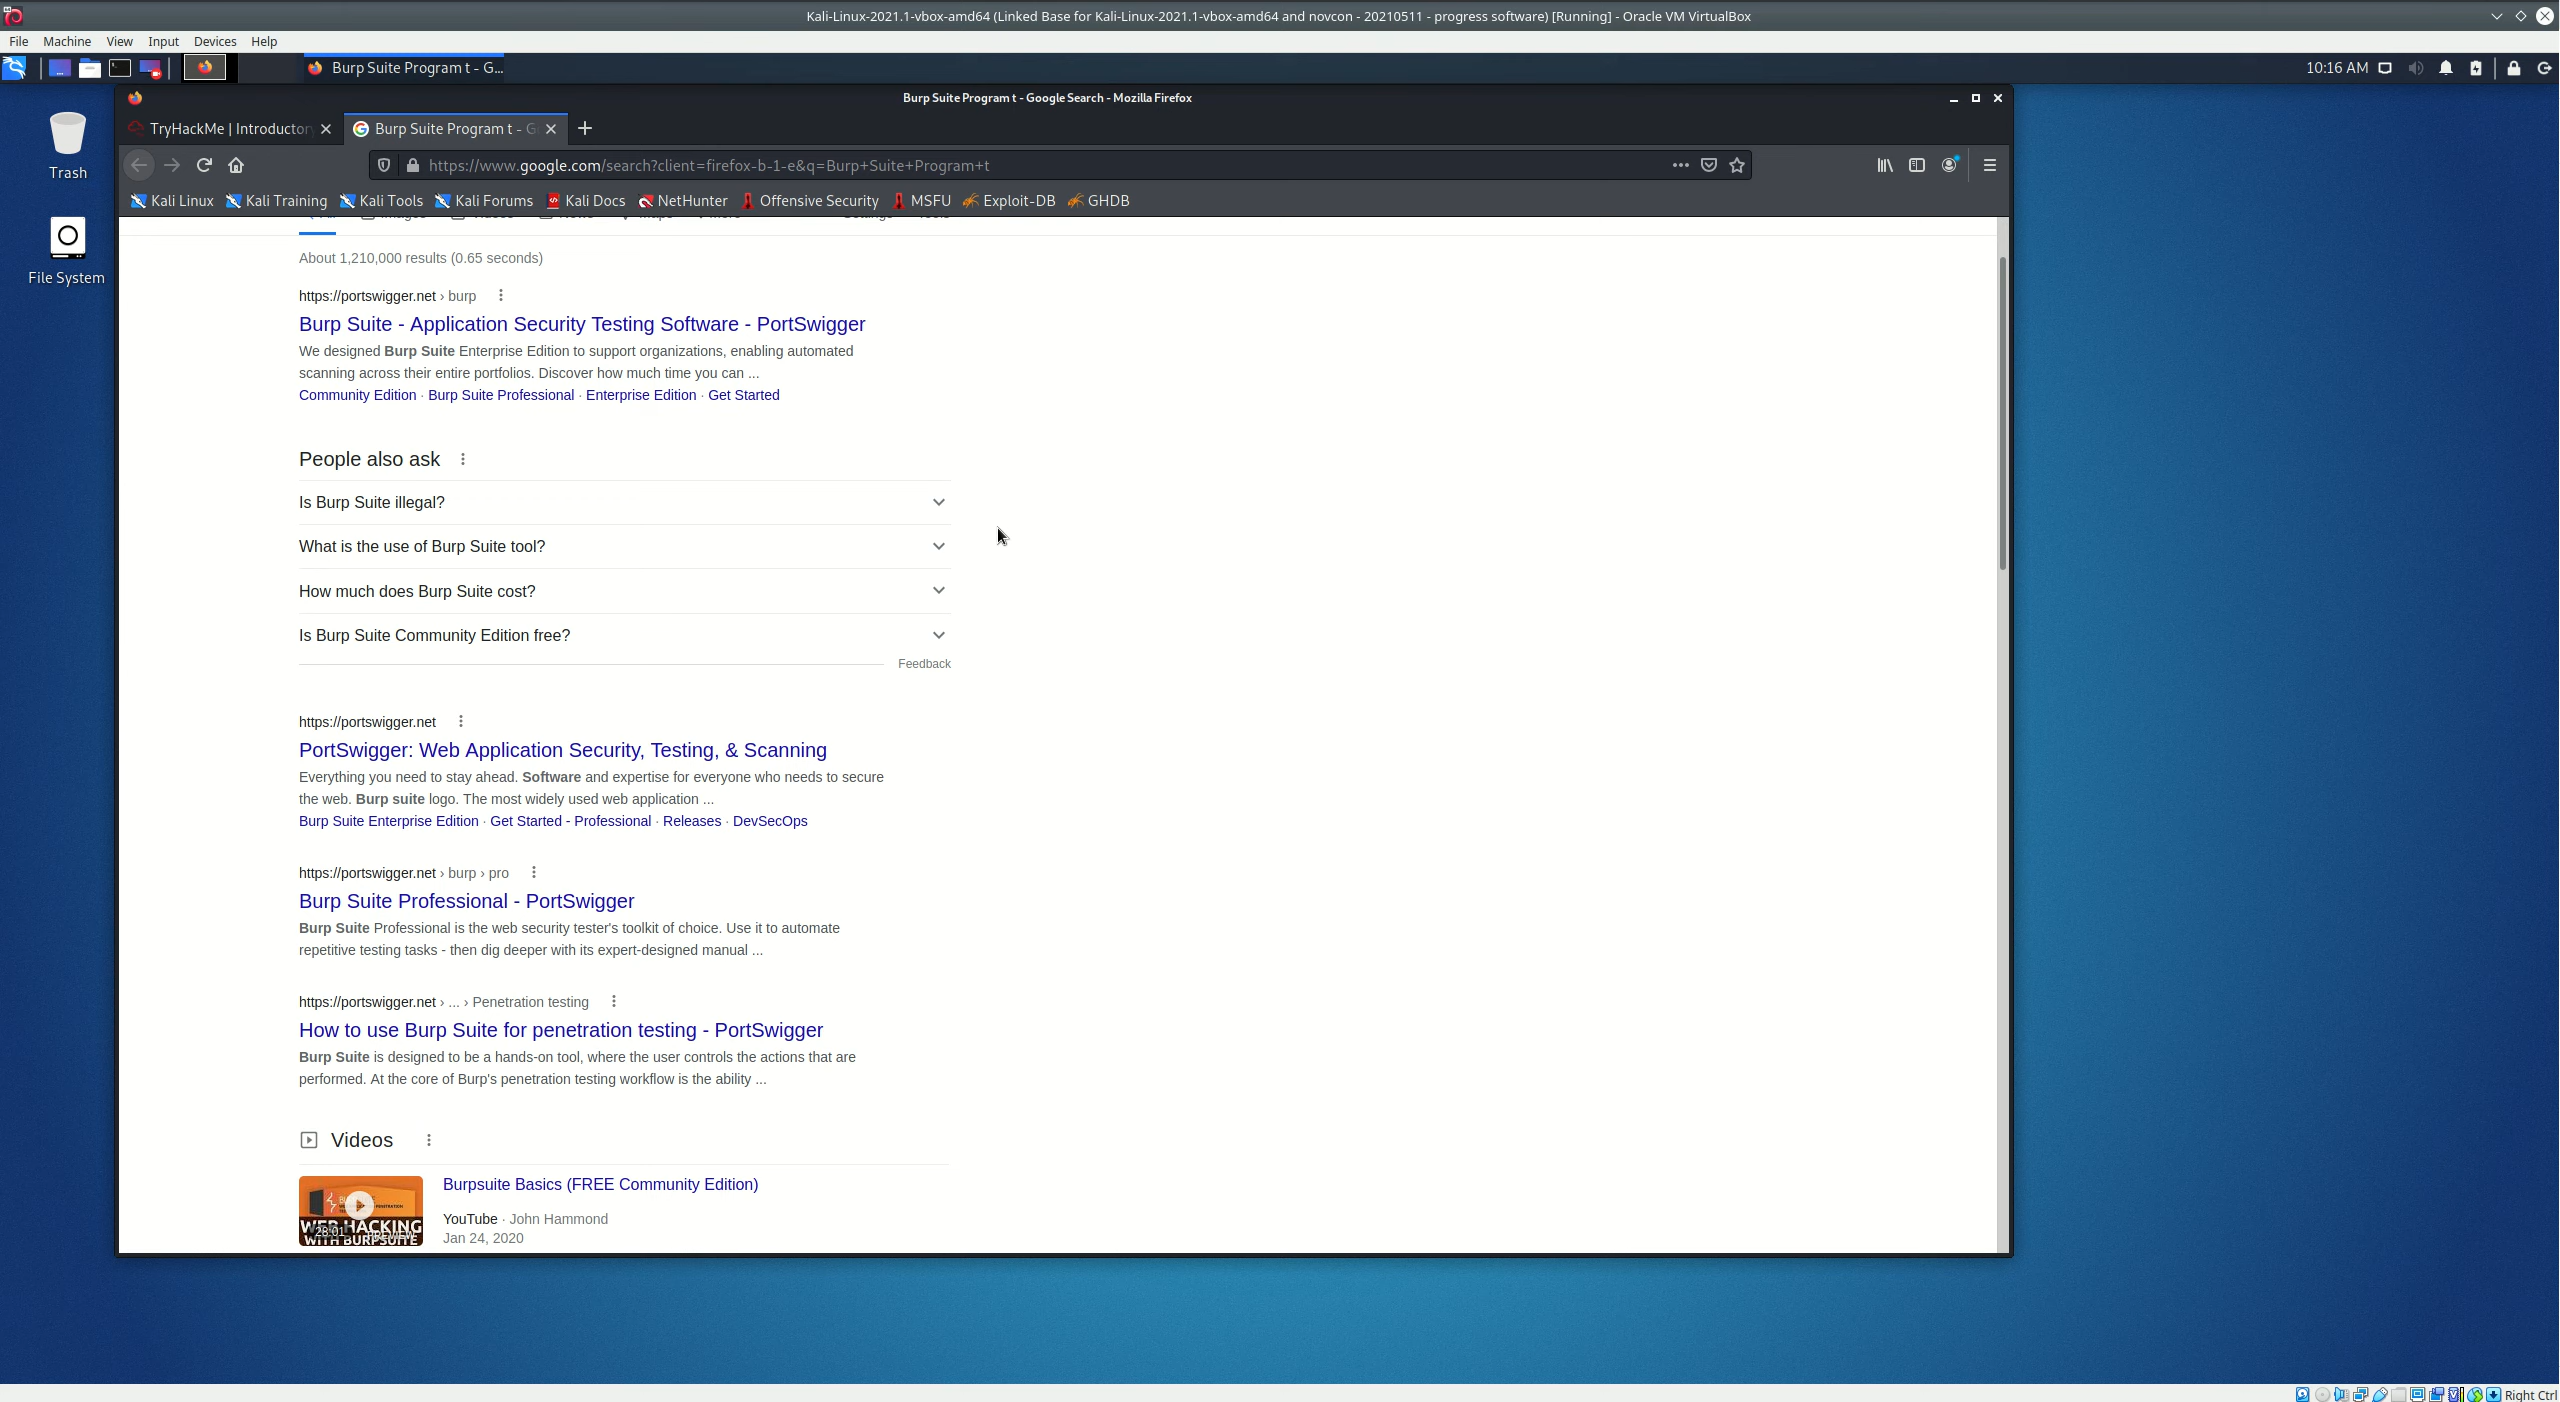 Kali-Linux-2021.1-vbox-amd64 (Linked Base for Kali-Linux-2021.1-vbox-amd64 and novcon - 20210511 - progress software) [Running] - Oracle VM VirtualBox
File Machine View Input Devices Help
Burp Suite Program t - G...
10:16 AM
Trash
File System
Burp Suite Program t - Google Search - Mozilla Firefox
TryHackMe | Introductory
Burp Suite Program t - G
https://www.google.com/search?client=firefox-b-1-e&q=Burp+Suite+Program+t
Kali Linux Kali Training Kali Tools Kali Forums Kali Docs NetHunter Offensive Security MSFU Exploit-DB GHDB
About 1,210,000 results (0.65 seconds)
https://portswigger.net › burp
Burp Suite - Application Security Testing Software - PortSwigger
We designed Burp Suite Enterprise Edition to support organizations, enabling automated
scanning across their entire portfolios. Discover how much time you can ...
Community Edition · Burp Suite Professional · Enterprise Edition · Get Started
People also ask
Is Burp Suite illegal?
What is the use of Burp Suite tool?
How much does Burp Suite cost?
Is Burp Suite Community Edition free?
Feedback
https://portswigger.net
PortSwigger: Web Application Security, Testing, & Scanning
Everything you need to stay ahead. Software and expertise for everyone who needs to secure
the web. Burp suite logo. The most widely used web application ...
Burp Suite Enterprise Edition · Get Started - Professional · Releases · DevSecOps
https://portswigger.net › burp › pro
Burp Suite Professional - PortSwigger
Burp Suite Professional is the web security tester's toolkit of choice. Use it to automate
repetitive testing tasks - then dig deeper with its expert-designed manual ...
https://portswigger.net › ... › Penetration testing
How to use Burp Suite for penetration testing - PortSwigger
Burp Suite is designed to be a hands-on tool, where the user controls the actions that are
performed. At the core of Burp's penetration testing workflow is the ability ...
Videos
WEB HACKING
WITH BURPSUITE
28:01
PREVIEW
Burpsuite Basics (FREE Community Edition)
YouTube · John Hammond
Jan 24, 2020
Right Ctrl